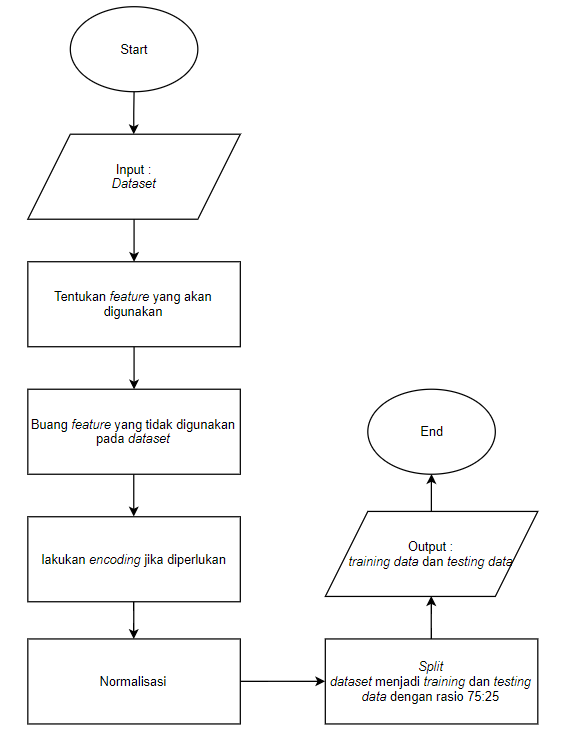 Start
Input :
Dataset
Tentukan feature yang akan
digunakan
Buang feature yang tidak digunakan
pada dataset
lakukan encoding jika diperlukan
Normalisasi
Split
dataset menjadi training dan testing
data dengan rasio 75:25
Output :
training data dan testing data
End